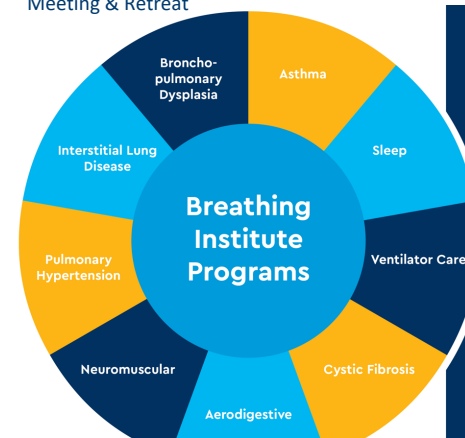 Meeting & Retreat
Broncho-
pulmonary
Dysplasia
Asthma
Sleep
Ventilator Care
Cystic Fibrosis
Aerodigestive
Neuromuscular
Pulmonary
Hypertension
Interstitial Lung
Disease
Breathing
Institute
Programs